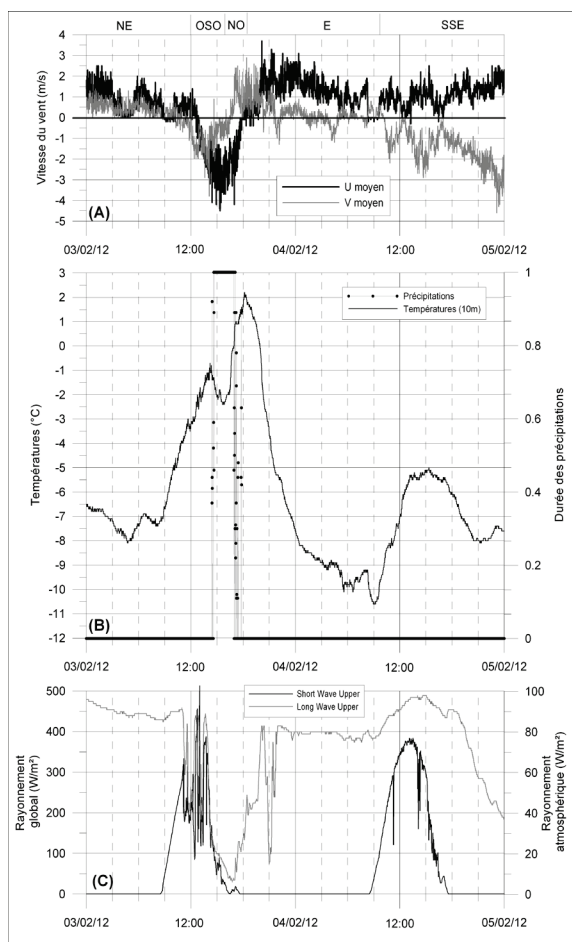 NE OSO NO E SSE
4
3
2
1
0
-1
-2
-3
-4
-5
Vitesse du vent (m/s)
U moyen
V moyen
(A)
03/02/12 12:00 04/02/12 12:00 05/02/12
3
2
1
0
-1
-2
-3
-4
-5
-6
-7
-8
-9
-10
-11
-12
Températures (°C)
Précipitations
Températures (10m)
1
0.8
0.6
0.4
0.2
0
Durée des précipitations
(B)
03/02/12 12:00 04/02/12 12:00 05/02/12
500
400
300
200
100
0
Rayonnement
global (W/m²)
Short Wave Upper
Long Wave Upper
100
80
60
40
20
0
Rayonnement
atmosphérique (W/m²)
(C)
03/02/12 12:00 04/02/12 12:00 05/02/12